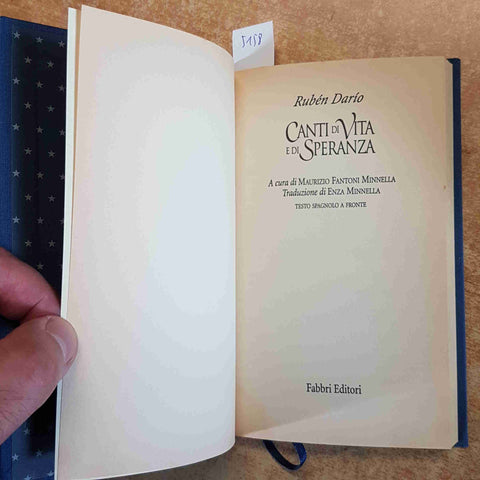 5158
Rubén Darío
CANTI DI VITA
E DI SPERANZA
A cura di MAURIZIO FANTONI MINNELLA
Traduzione di ENZA MINNELLA
TESTO SPAGNOLO A FRONTE
Fabbri Editori